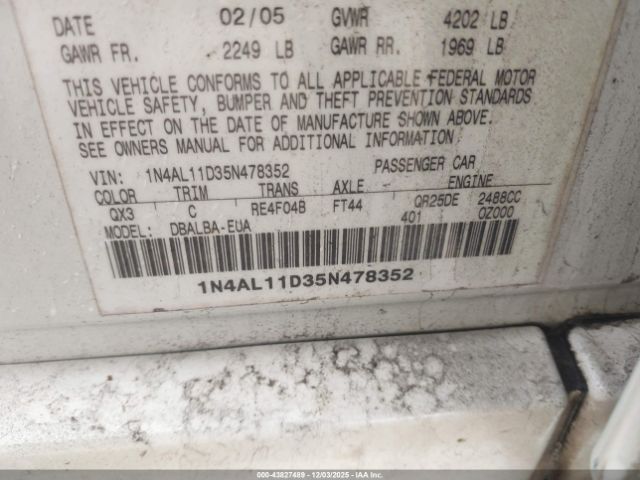 DATE 02/05 GVWR 4202 LB
GAWR FR. 2249 LB GAWR RR. 1969 LB
THIS VEHICLE CONFORMS TO ALL APPLICABLE FEDERAL MOTOR
VEHICLE SAFETY, BUMPER AND THEFT PREVENTION STANDARDS
IN EFFECT ON THE DATE OF MANUFACTURE SHOWN ABOVE.
SEE OWNERS MANUAL FOR ADDITIONAL INFORMATION.
VIN: 1N4AL11D35N478352 PASSENGER CAR
COLOR TRIM TRANS AXLE ENGINE
QX3 C RE4F04B FT44 QR25DE 2488CC
MODEL: DBALBA-EUA 401 0Z000
1N4AL11D35N478352
000-43827489 - 12/03/2025 - IAA Corp.